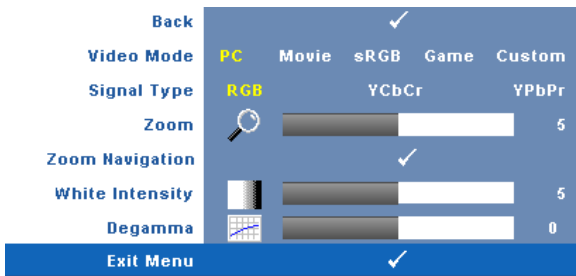 Back
Video Mode PC Movie sRGB Game Custom
Signal Type RGB YCbCr YPbPr
Zoom 5
Zoom Navigation
White Intensity 5
Degamma 0
Exit Menu